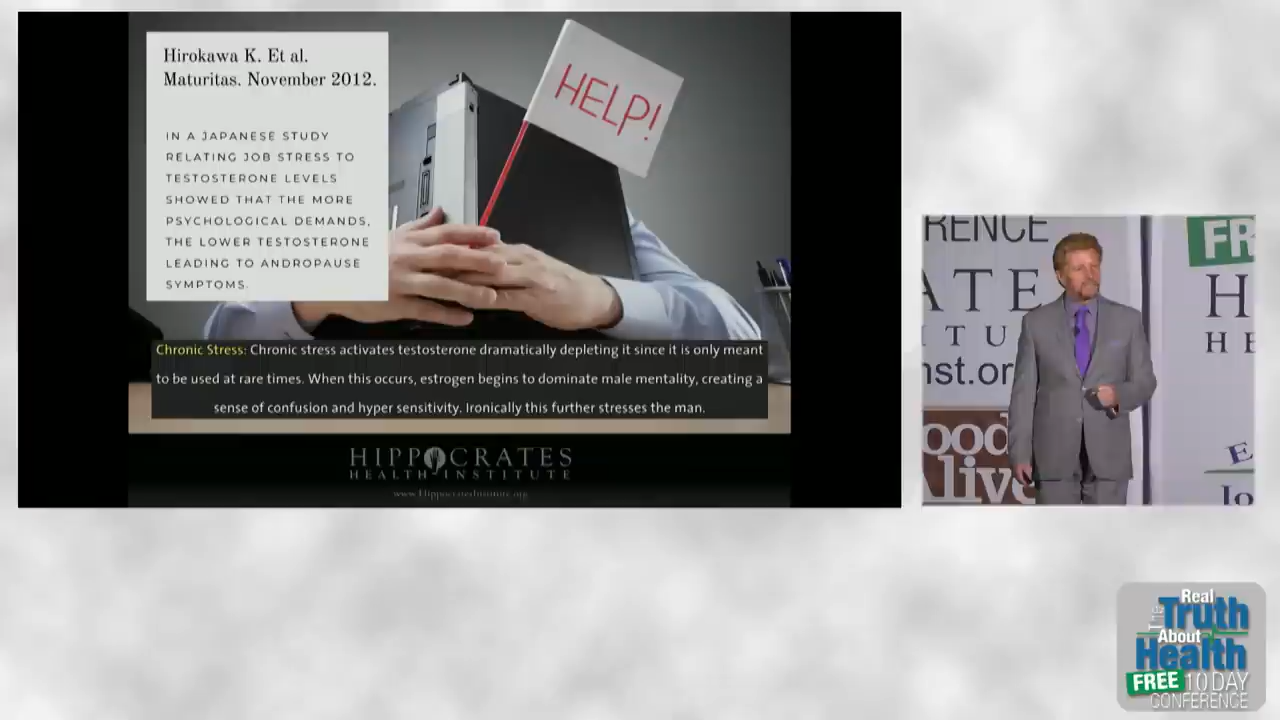 Hirokawa K. Et al.
Maturitas. November 2012.
IN A JAPANESE STUDY
RELATING JOB STRESS TO
TESTOSTERONE LEVELS
SHOWED THAT THE MORE
PSYCHOLOGICAL DEMANDS,
THE LOWER TESTOSTERONE
LEADING TO ANDROPAUSE
SYMPTOMS.
HELP!
Chronic Stress: Chronic stress activates testosterone dramatically depleting it since it is only meant
to be used at rare times. When this occurs, estrogen begins to dominate male mentality, creating a
sense of confusion and hyper sensitivity. Ironically this further stresses the man.
HIPPOCRATES
HEALTH INSTITUTE
www.HippocratesInstitute.org
RENCE
ATE
ITU
nst.or
ood
Alive
FR
H
HE
E
Jo
The Real
Truth
About
Health
FREE 10 DAY
CONFERENCE